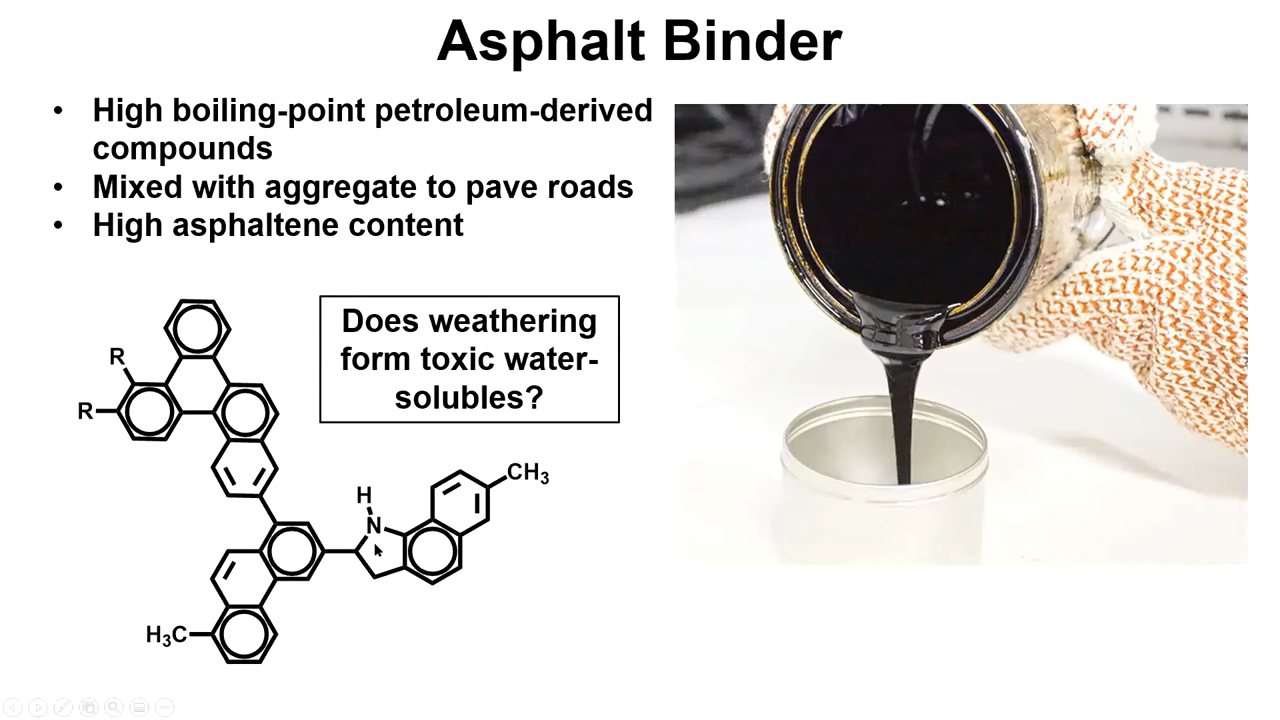 Asphalt Binder
• High boiling-point petroleum-derived
compounds
• Mixed with aggregate to pave roads
• High asphaltene content
Does weathering
form toxic water-
solubles?
R
R
H
N
CH₃
H₃C